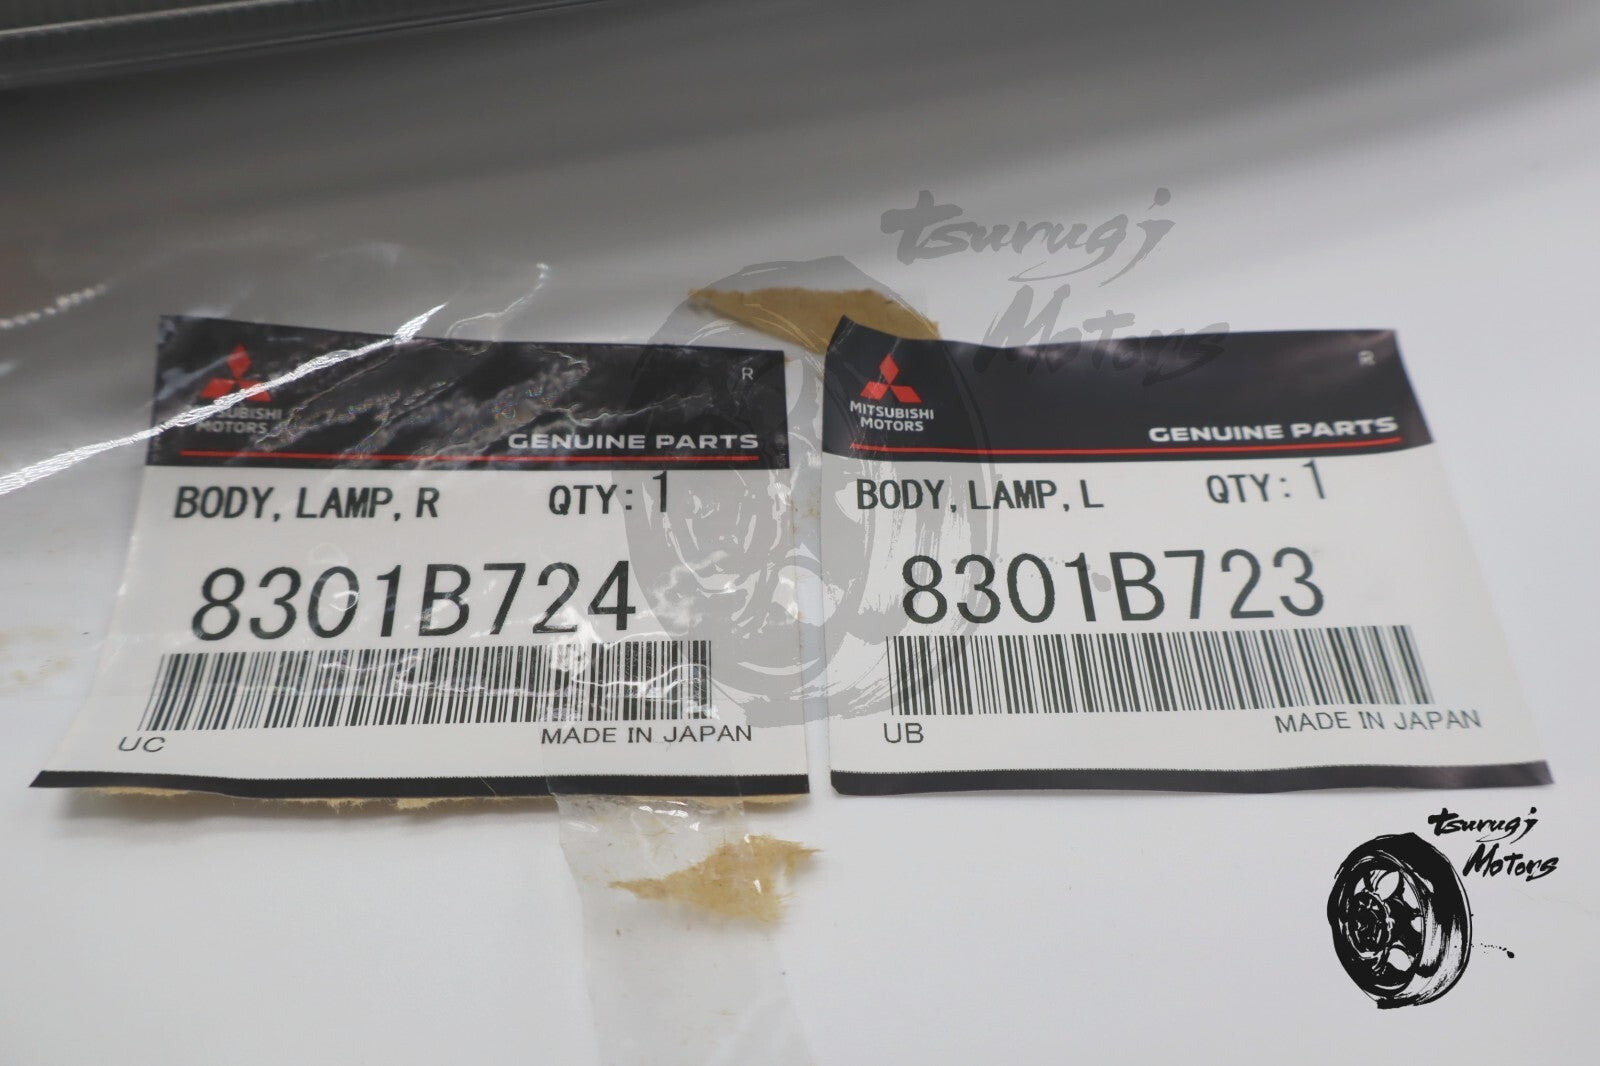 tsurugi
Motors
R
MITSUBISHI
MOTORS
GENUINE PARTS
BODY, LAMP, R QTY: 1
8301B724
UC MADE IN JAPAN
R
MITSUBISHI
MOTORS
GENUINE PARTS
BODY, LAMP, L QTY: 1
8301B723
UB MADE IN JAPAN
tsurugi
Motors